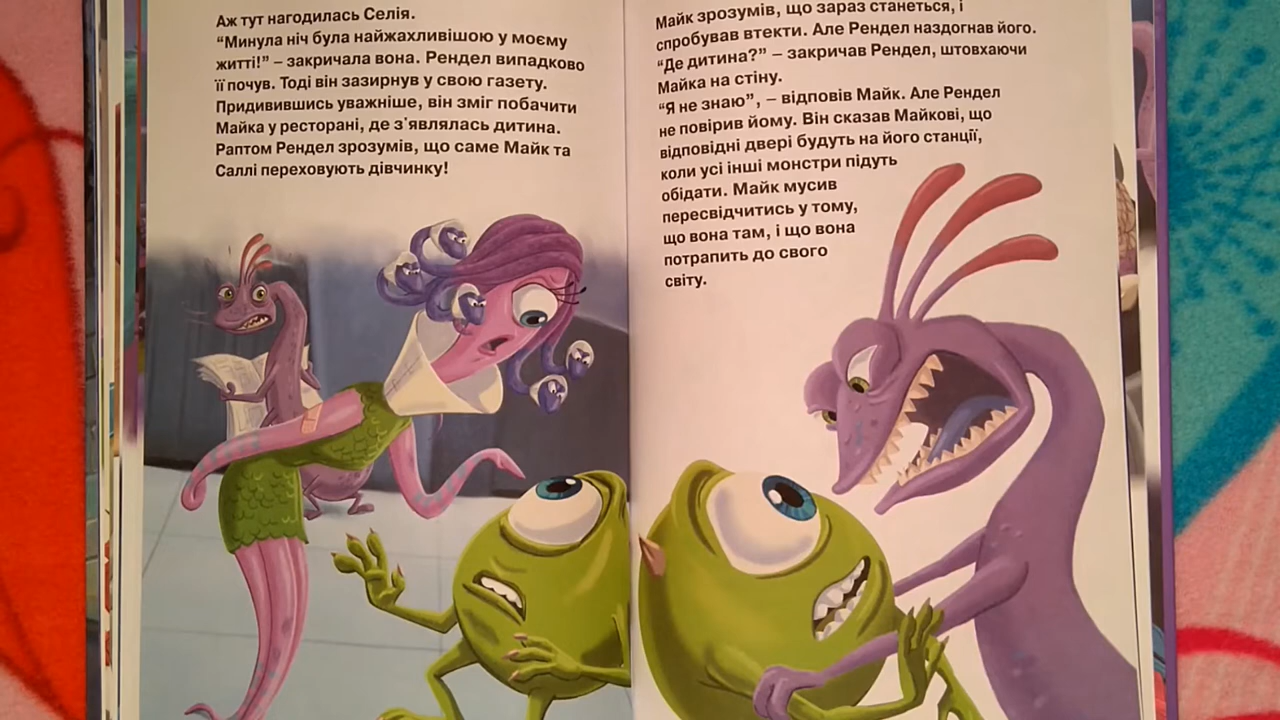 Аж тут нагодилась Селія.
“Минула ніч була найжахливішою у моєму
житті!” – закричала вона. Рендел випадково
її почув. Тоді він зазирнув у свою газету.
Придивившись уважніше, він зміг побачити
Майка у ресторані, де з'являлась дитина.
Раптом Рендел зрозумів, що саме Майк та
Саллі переховують дівчинку!
Майк зрозумів, що зараз станеться, і
спробував втекти. Але Рендел наздогнав його.
“Де дитина?” – закричав Рендел, штовхаючи
Майка на стіну.
“Я не знаю”, – відповів Майк. Але Рендел
не повірив йому. Він сказав Майкові, що
відповідні двері будуть на його станції,
коли усі інші монстри підуть
обідати. Майк мусив
пересвідчитись у тому,
що вона там, і що вона
потрапить до свого
світу.